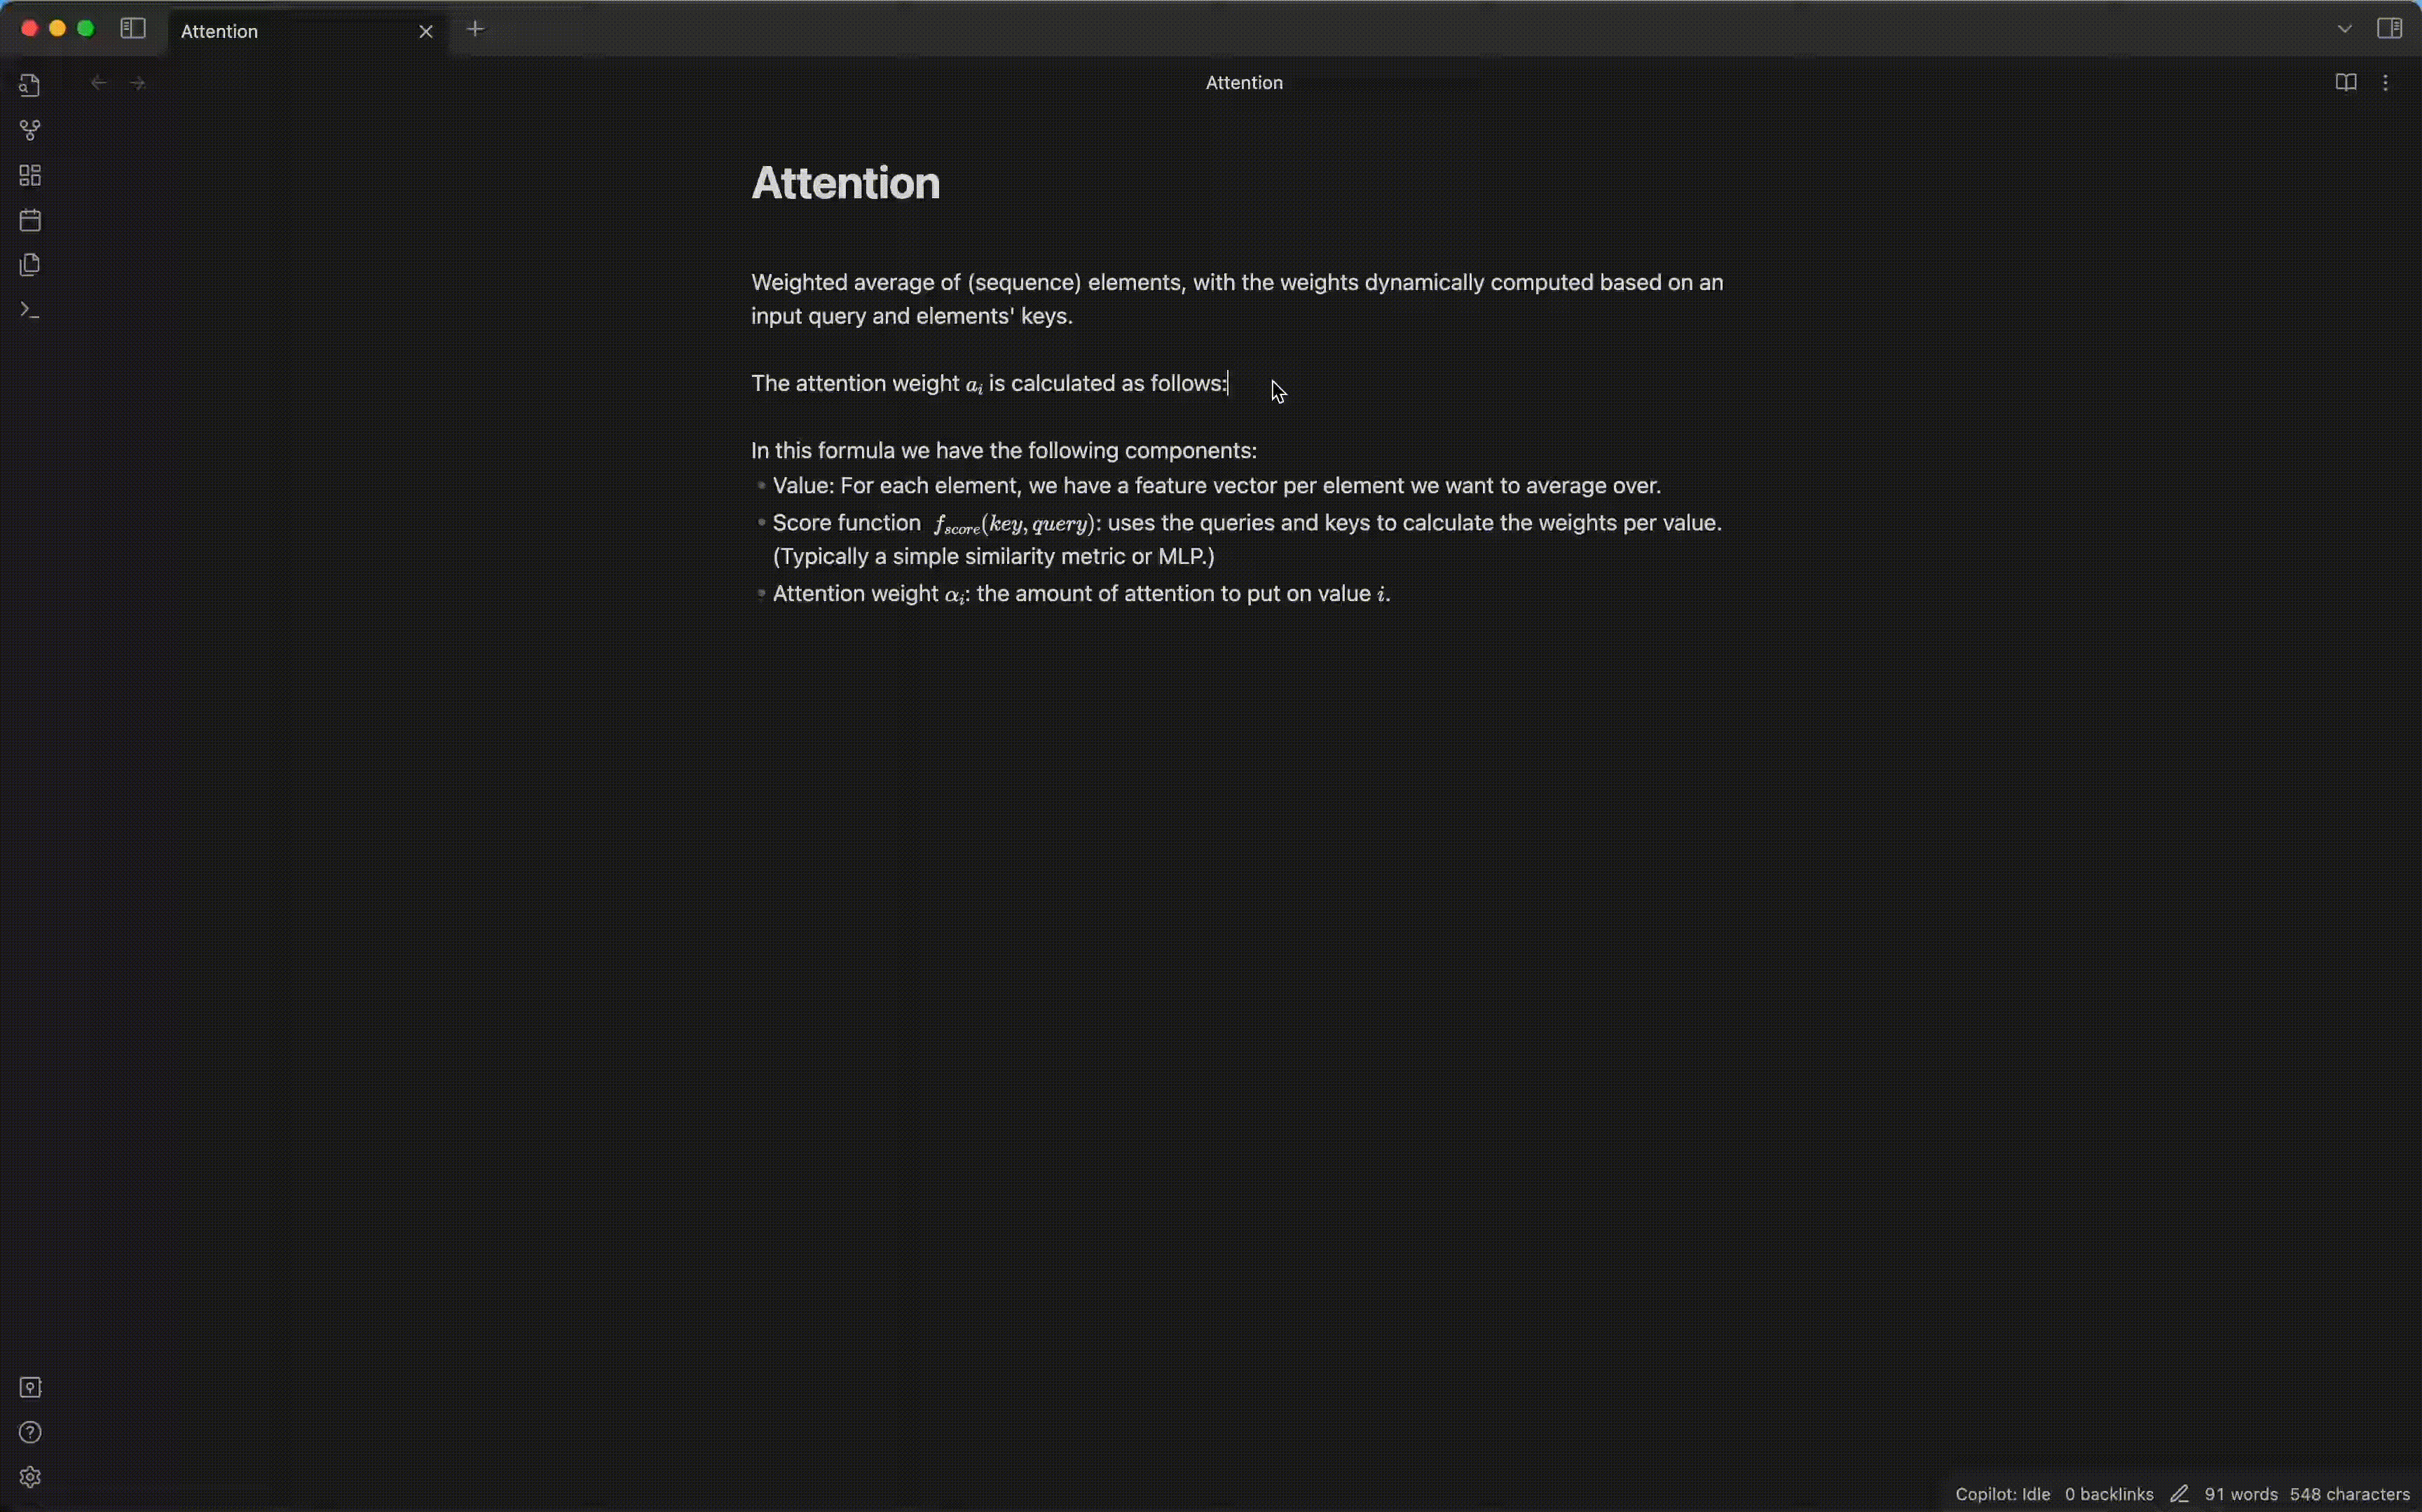 Attention
Attention
Attention
Weighted average of (sequence) elements, with the weights dynamically computed based on an
input query and elements' keys.
The attention weight aᵢ is calculated as follows:
In this formula we have the following components:
Value: For each element, we have a feature vector per element we want to average over.
Score function f_score(key, query): uses the queries and keys to calculate the weights per value.
(Typically a simple similarity metric or MLP.)
Attention weight αᵢ: the amount of attention to put on value i.
Copilot: Idle 0 backlinks 91 words 548 characters